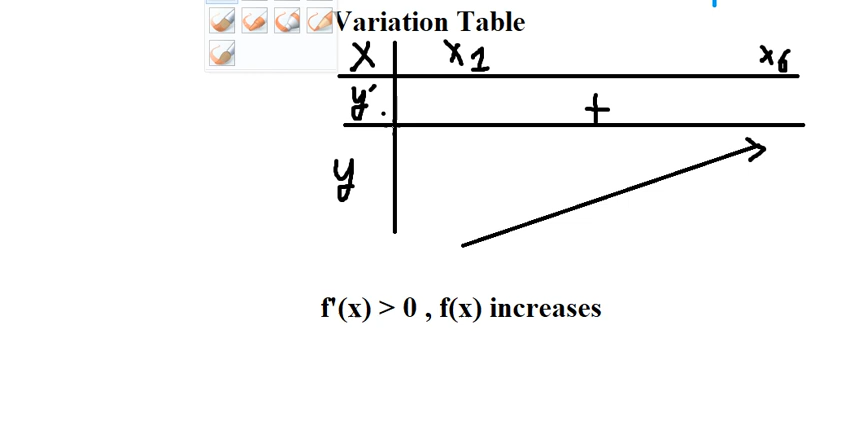 Variation Table
x x1 x6
y' +
y
f'(x) > 0 , f(x) increases